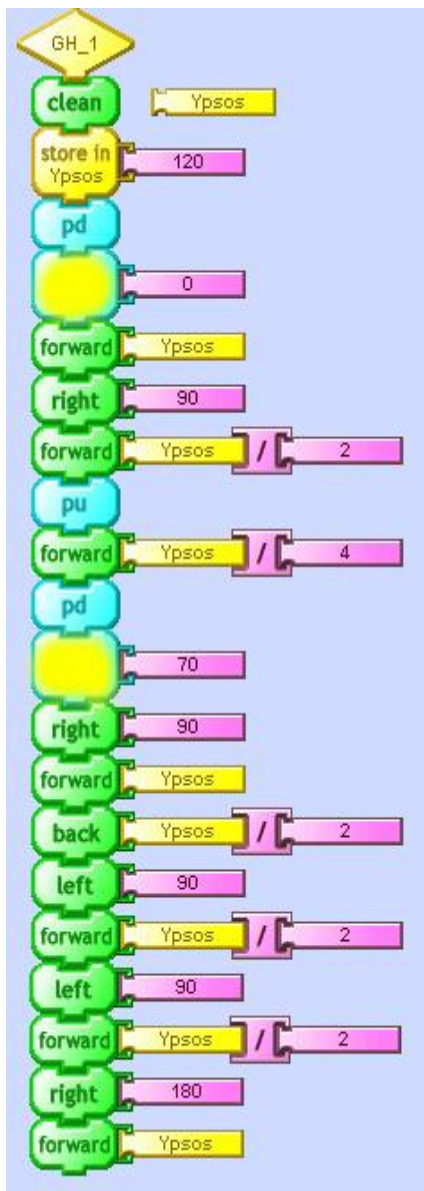 GH_1
clean Ypsos
store in
Ypsos 120
pd
0
forward Ypsos
right 90
forward Ypsos / 2
pu
forward Ypsos / 4
pd
70
right 90
forward Ypsos
back Ypsos / 2
left 90
forward Ypsos / 2
left 90
forward Ypsos / 2
right 180
forward Ypsos